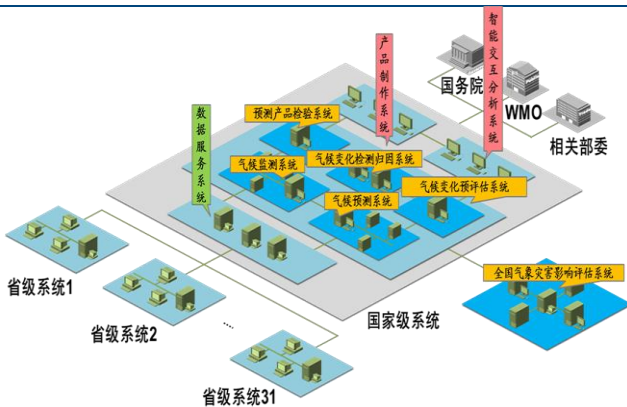 智能交互分析系统
产品制作系统
国务院
WMO
相关部委
数据服务系统
预测产品检验系统
气候监测系统
气候变化检测归因系统
气候变化预评估系统
气候预测系统
全国气象灾害影响评估系统
省级系统1
省级系统2
....
省级系统31
国家级系统